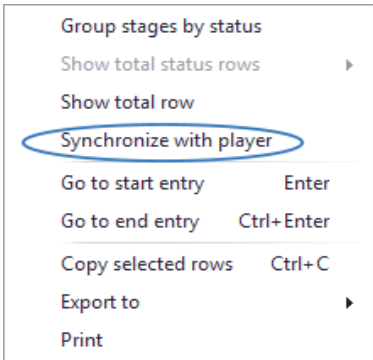 Group stages by status
Show total status rows
Show total row
Synchronize with player
Go to start entry Enter
Go to end entry Ctrl+Enter
Copy selected rows Ctrl+C
Export to
Print